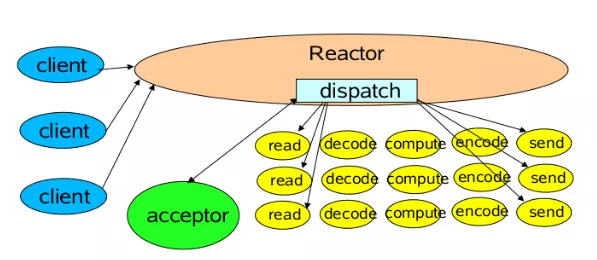 Reactor
client
dispatch
client
client
acceptor
read decode compute encode send
read decode compute encode send
read decode compute encode send